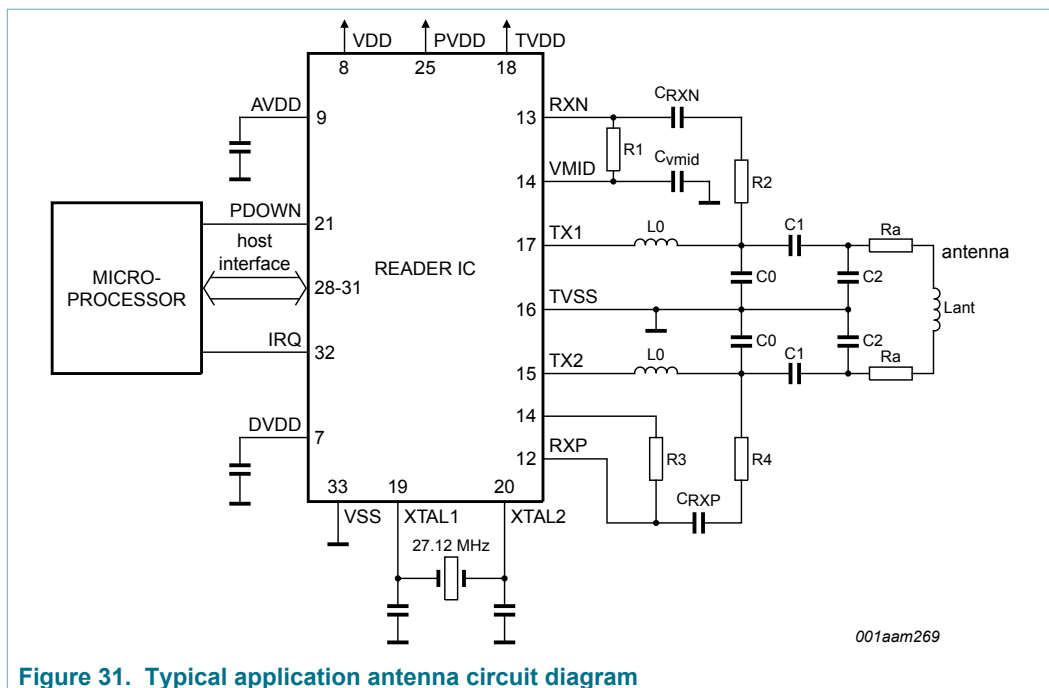 VDD PVDD TVDD
8 25 18
AVDD
9
13 RXN
CRXN
R1
14 VMID
Cvmid
R2
PDOWN
21
host
interface
28-31
MICRO-
PROCESSOR
READER IC
17 TX1
L0
C1
Ra
antenna
C0
C2
Lant
16 TVSS
IRQ
32
C0
C2
15 TX2
L0
C1
Ra
14
DVDD
7
12 RXP
R3
R4
CRXP
33 19 20
VSS XTAL1 XTAL2
27.12 MHz
001aam269
Figure 31. Typical application antenna circuit diagram